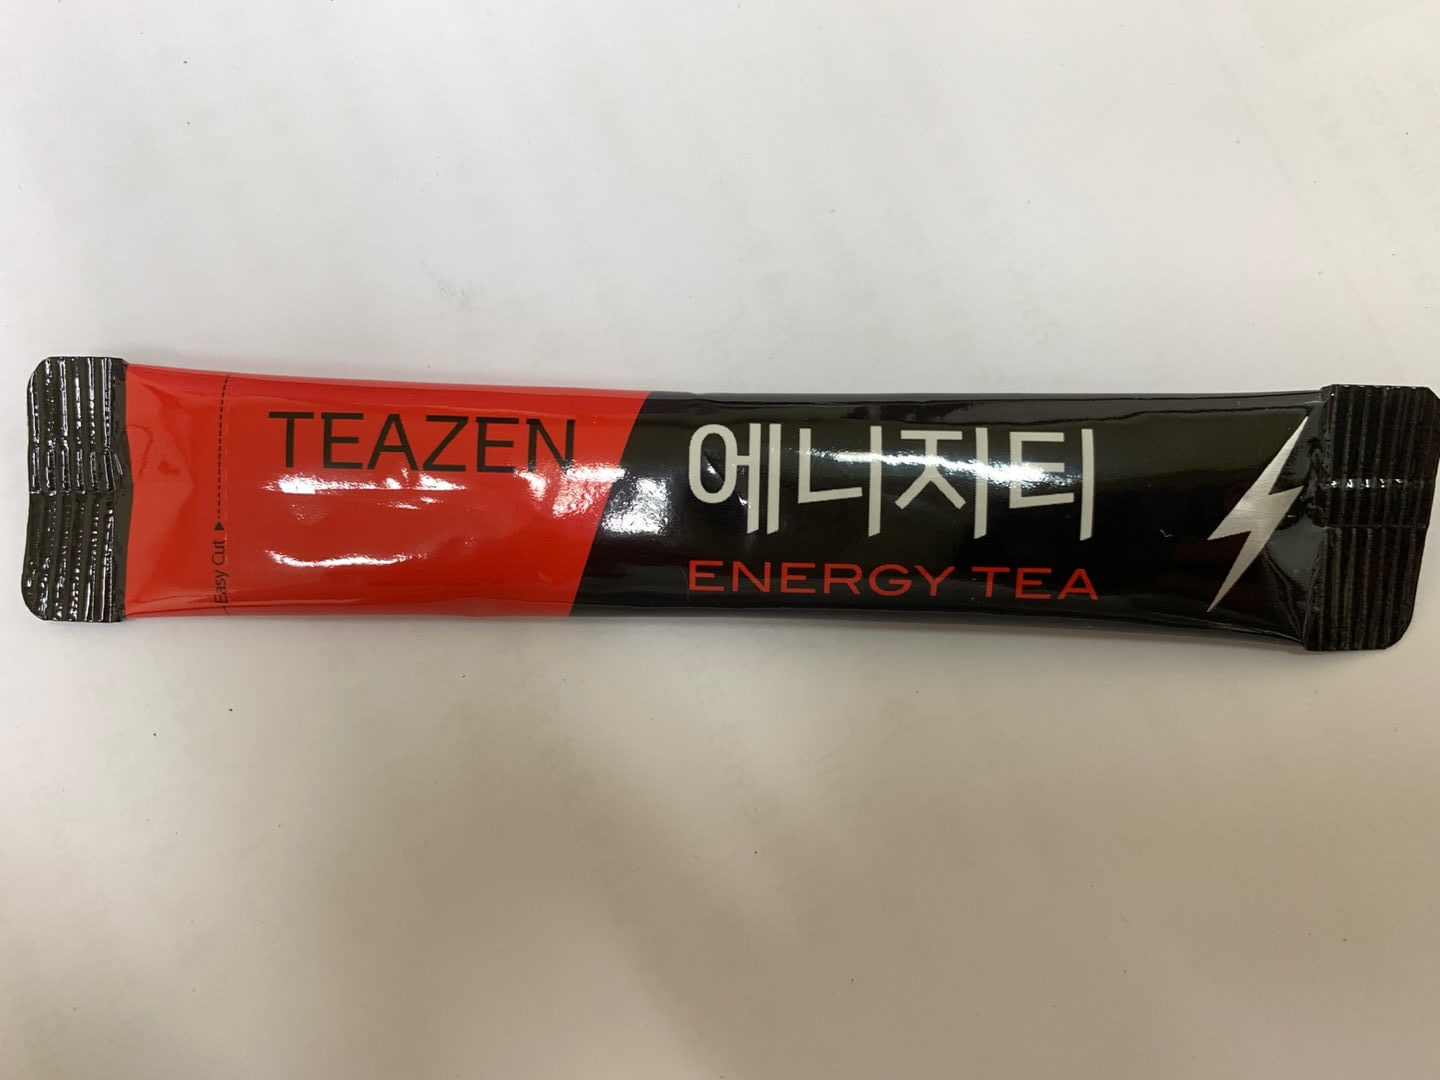 Easy Cut
TEAZEN
에너지티
ENERGY TEA